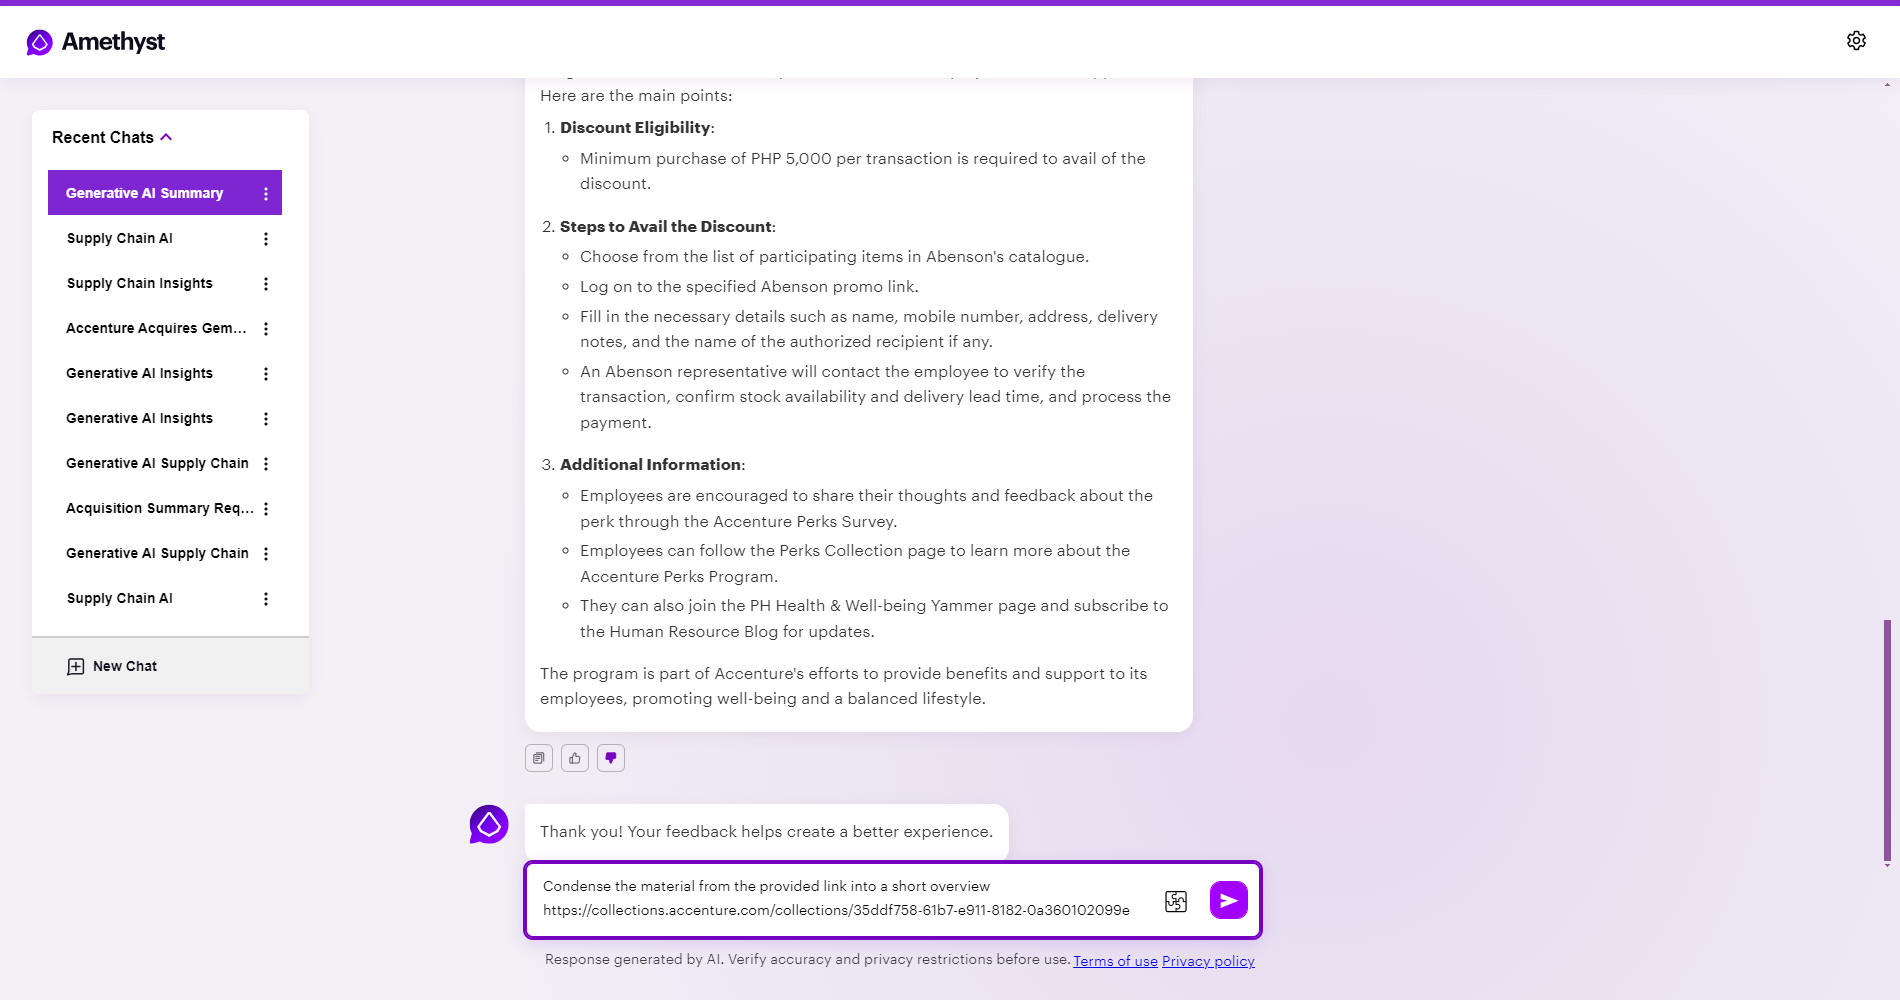 Amethyst
Recent Chats
Generative AI Summary
Supply Chain AI
Supply Chain Insights
Accenture Acquires Gem...
Generative AI Insights
Generative AI Insights
Generative AI Supply Chain
Acquisition Summary Req...
Generative AI Supply Chain
Supply Chain AI
New Chat
Here are the main points:
1. Discount Eligibility:
Minimum purchase of PHP 5,000 per transaction is required to avail of the
discount.
2. Steps to Avail the Discount:
Choose from the list of participating items in Abenson's catalogue.
Log on to the specified Abenson promo link.
Fill in the necessary details such as name, mobile number, address, delivery
notes, and the name of the authorized recipient if any.
An Abenson representative will contact the employee to verify the
transaction, confirm stock availability and delivery lead time, and process the
payment.
3. Additional Information:
Employees are encouraged to share their thoughts and feedback about the
perk through the Accenture Perks Survey.
Employees can follow the Perks Collection page to learn more about the
Accenture Perks Program.
They can also join the PH Health & Well-being Yammer page and subscribe to
the Human Resource Blog for updates.
The program is part of Accenture's efforts to provide benefits and support to its
employees, promoting well-being and a balanced lifestyle.
Thank you! Your feedback helps create a better experience.
Condense the material from the provided link into a short overview
https://collections.accenture.com/collections/35ddf758-61b7-e911-8182-0a360102099e
Response generated by AI. Verify accuracy and privacy restrictions before use. Terms of use Privacy policy